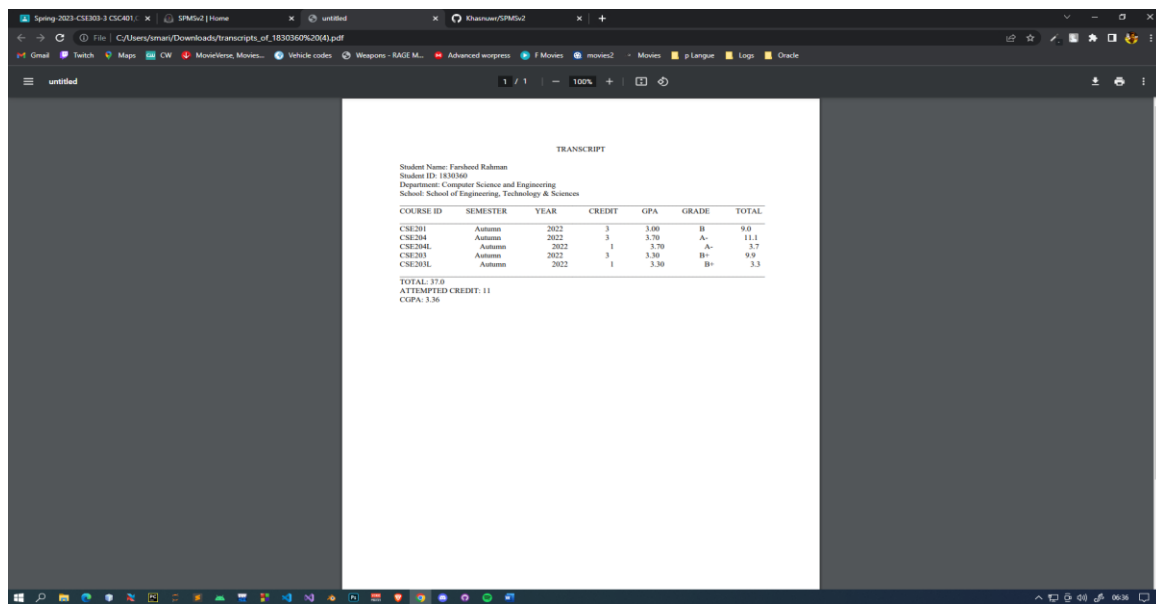 Spring-2023-CSE303-3 CSC401,( SPMSv2 | Home untitled Khasnuwr/SPMSv2
File C:/Users/smari/Downloads/transcripts_of_1830360%20(4).pdf
Gmail Twitch Maps CW MovieVerse, Movies... Vehicle codes Weapons - RAGE M... Advanced worpress F Movies movies2 Movies p Langue Logs Oracle
untitled 1 / 1 100%
TRANSCRIPT
Student Name: Farsheed Rahman
Student ID: 1830360
Department: Computer Science and Engineering
School: School of Engineering, Technology & Sciences
COURSE ID SEMESTER YEAR CREDIT GPA GRADE TOTAL
CSE201 Autumn 2022 3 3.00 B 9.0
CSE204 Autumn 2022 3 3.70 A- 11.1
CSE204L Autumn 2022 1 3.70 A- 3.7
CSE203 Autumn 2022 3 3.30 B+ 9.9
CSE203L Autumn 2022 1 3.30 B+ 3.3
TOTAL: 37.0
ATTEMPTED CREDIT: 11
CGPA: 3.36
06:36